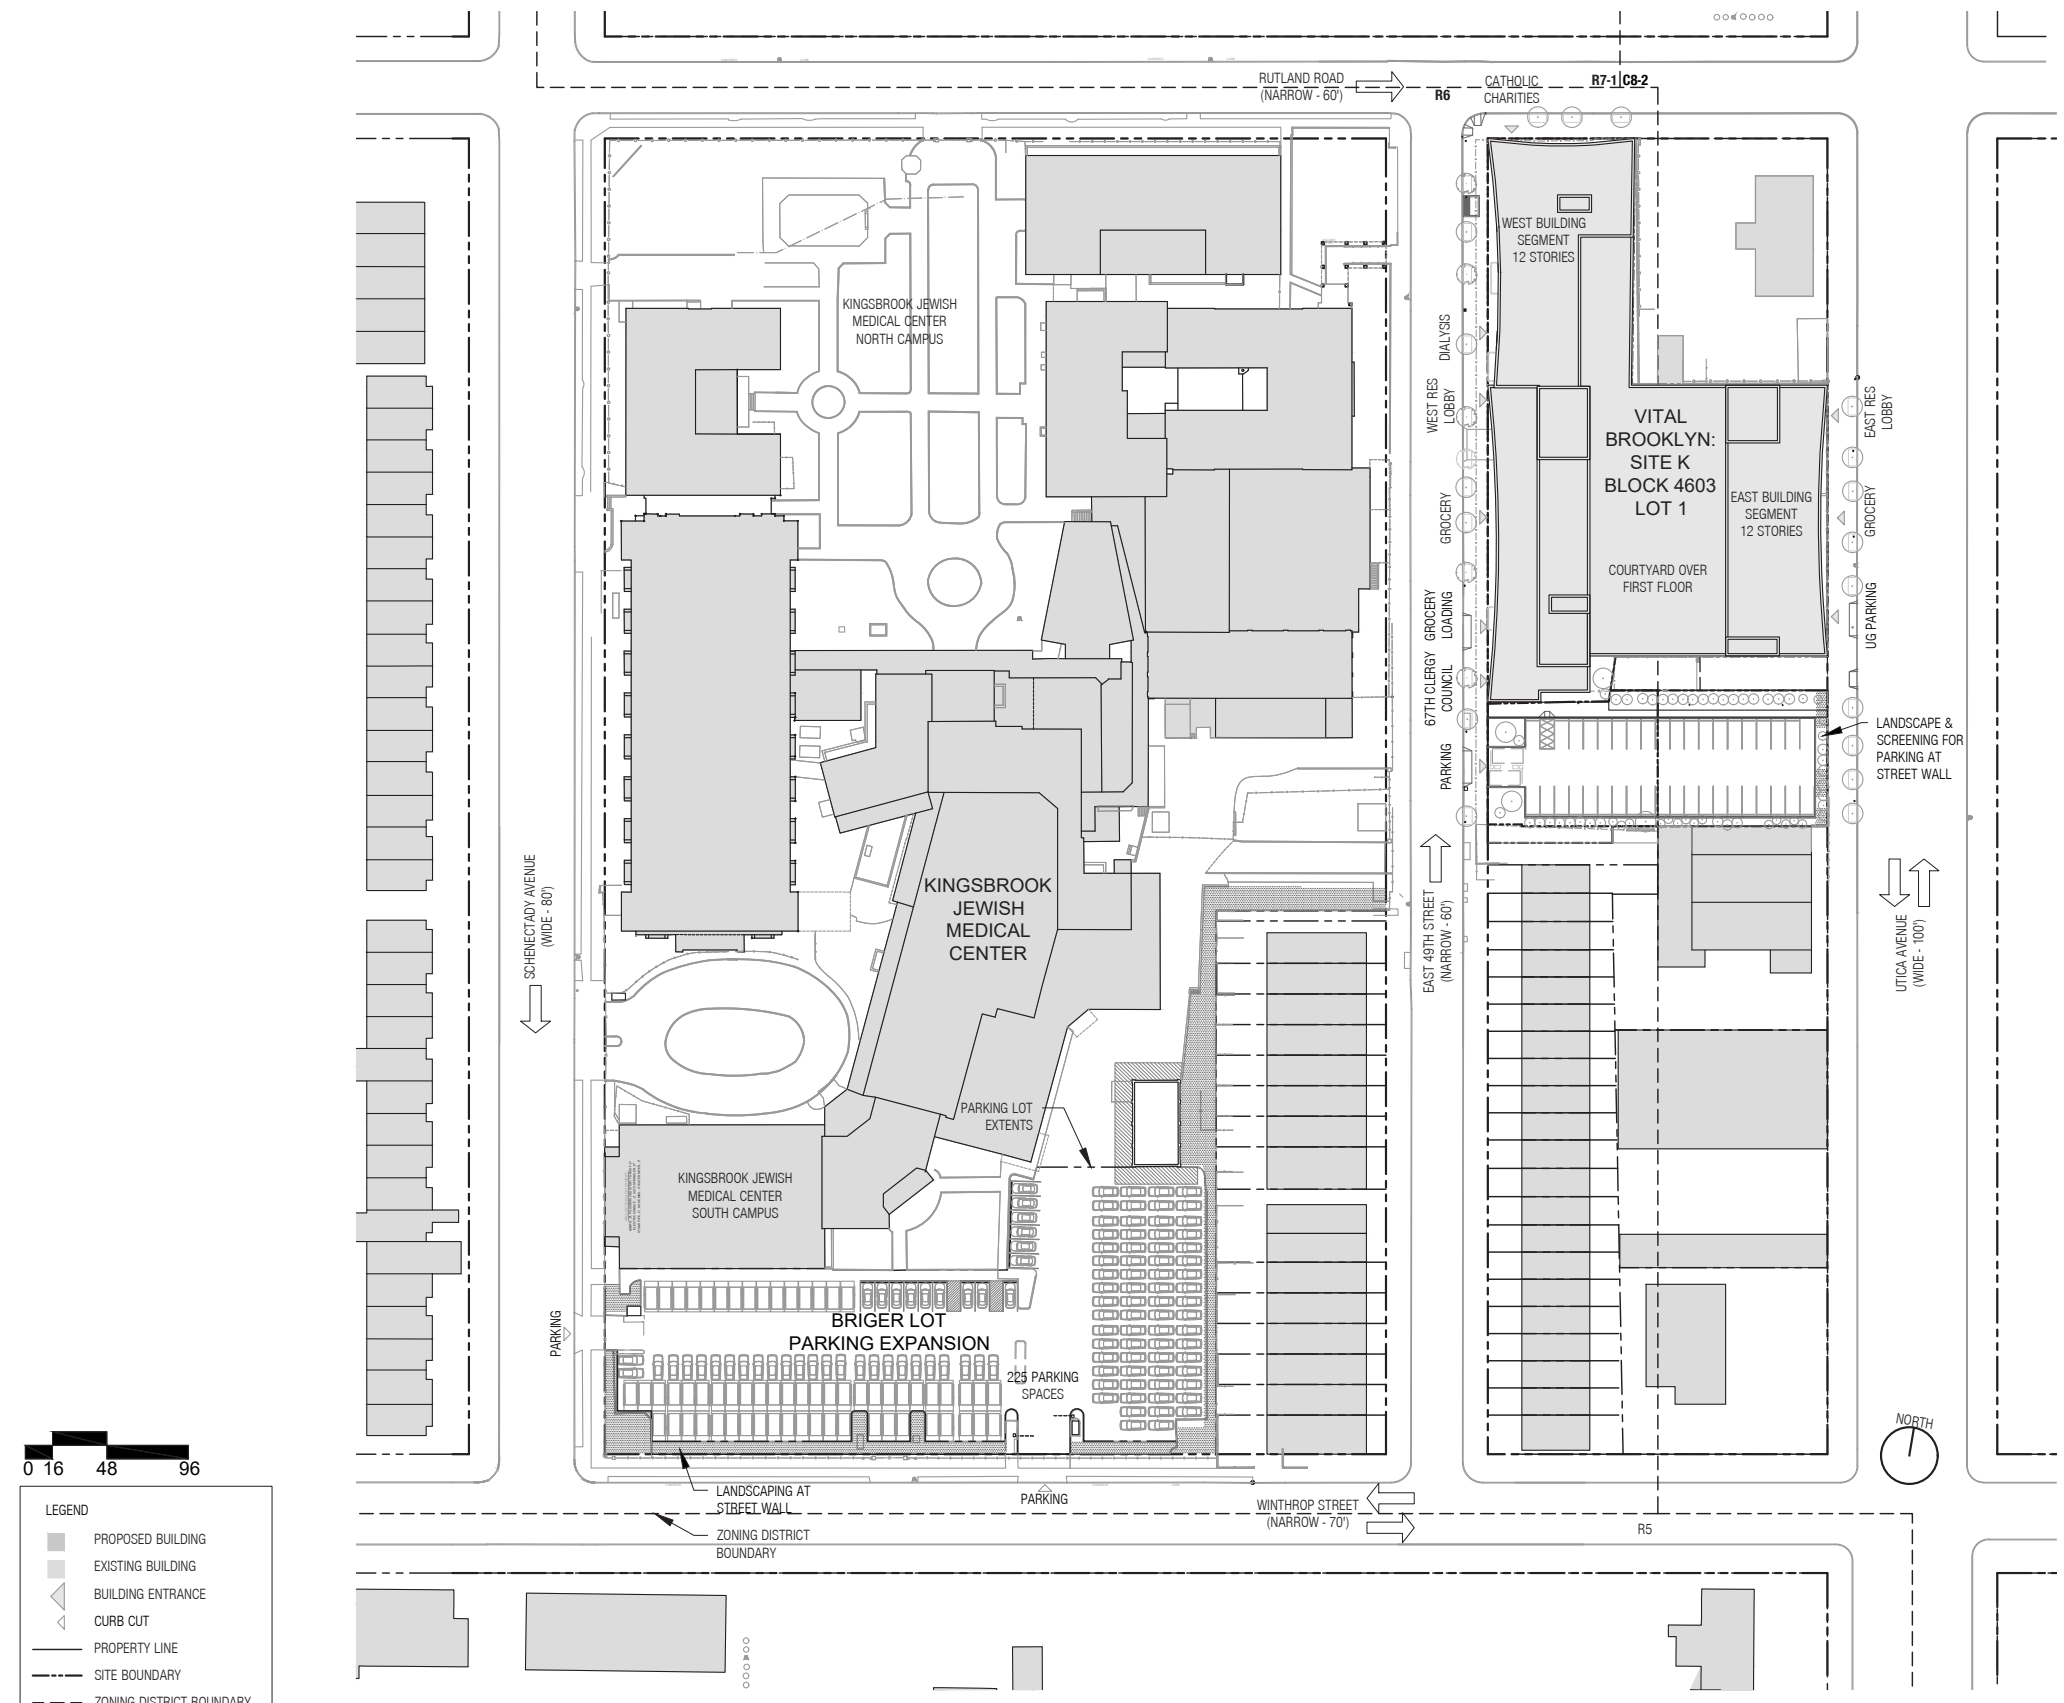 RUTLAND ROAD
(NARROW - 60')
R6
CATHOLIC
CHARITIES
R7-1
C8-2
WEST BUILDING
SEGMENT
12 STORIES
KINGSBROOK JEWISH
MEDICAL CENTER
NORTH CAMPUS
DIALYSIS
WEST RES
LOBBY
GROCERY
GROCERY
LOADING
67TH CLERGY
COUNCIL
PARKING
VITAL
BROOKLYN:
SITE K
BLOCK 4603
LOT 1
EAST BUILDING
SEGMENT
12 STORIES
COURTYARD OVER
FIRST FLOOR
EAST RES
LOBBY
GROCERY
UG PARKING
LANDSCAPE &
SCREENING FOR
PARKING AT
STREET WALL
SCHENECTADY AVENUE
(WIDE - 80')
KINGSBROOK
JEWISH
MEDICAL
CENTER
EAST 49TH STREET
(NARROW - 60')
UTICA AVENUE
(WIDE - 100')
PARKING LOT
EXTENTS
KINGSBROOK JEWISH
MEDICAL CENTER
SOUTH CAMPUS
PARKING
BRIGER LOT
PARKING EXPANSION
225 PARKING
SPACES
NORTH
0 16 48 96
LANDSCAPING AT
STREET WALL
PARKING
WINTHROP STREET
(NARROW - 70')
ZONING DISTRICT
BOUNDARY
R5
LEGEND
PROPOSED BUILDING
EXISTING BUILDING
BUILDING ENTRANCE
CURB CUT
PROPERTY LINE
SITE BOUNDARY
ZONING DISTRICT BOUNDARY